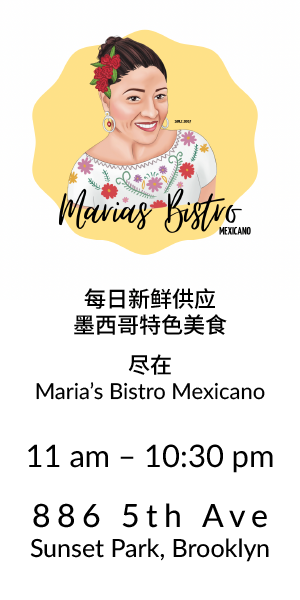 Marias Bistro
MEXICANO
每日新鲜供应
墨西哥特色美食
尽在
Maria’s Bistro Mexicano
11 am – 10:30 pm
886 5th Ave
Sunset Park, Brooklyn